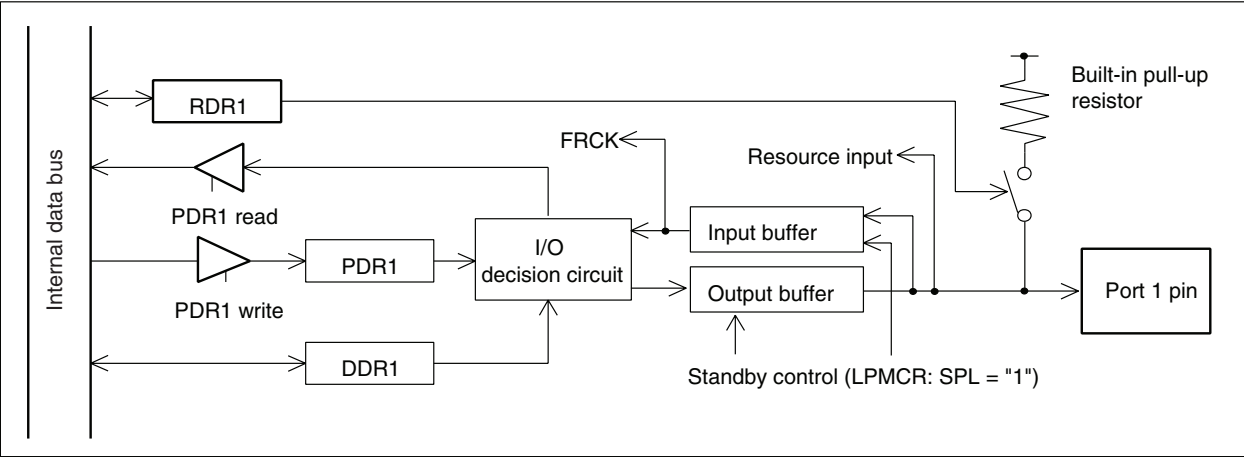 Built-in pull-up
resistor
RDR1
FRCK
Resource input
Internal data bus
PDR1 read
I/O
decision circuit
Input buffer
PDR1
Output buffer
Port 1 pin
PDR1 write
DDR1
Standby control (LPMCR: SPL = "1")